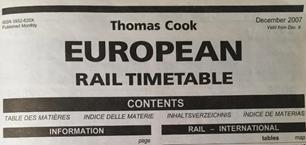 ISSN 0952-620X
Published Monthly
Thomas Cook
December 2007
Valid from Dec. 9
EUROPEAN
RAIL TIMETABLE
CONTENTS
TABLE DES MATIÈRES INDICE DELLE MATERIE INHALTSVERZEICHNIS INDICE DE MATERIAS
INFORMATION
RAIL – INTERNATIONAL
page
tables map